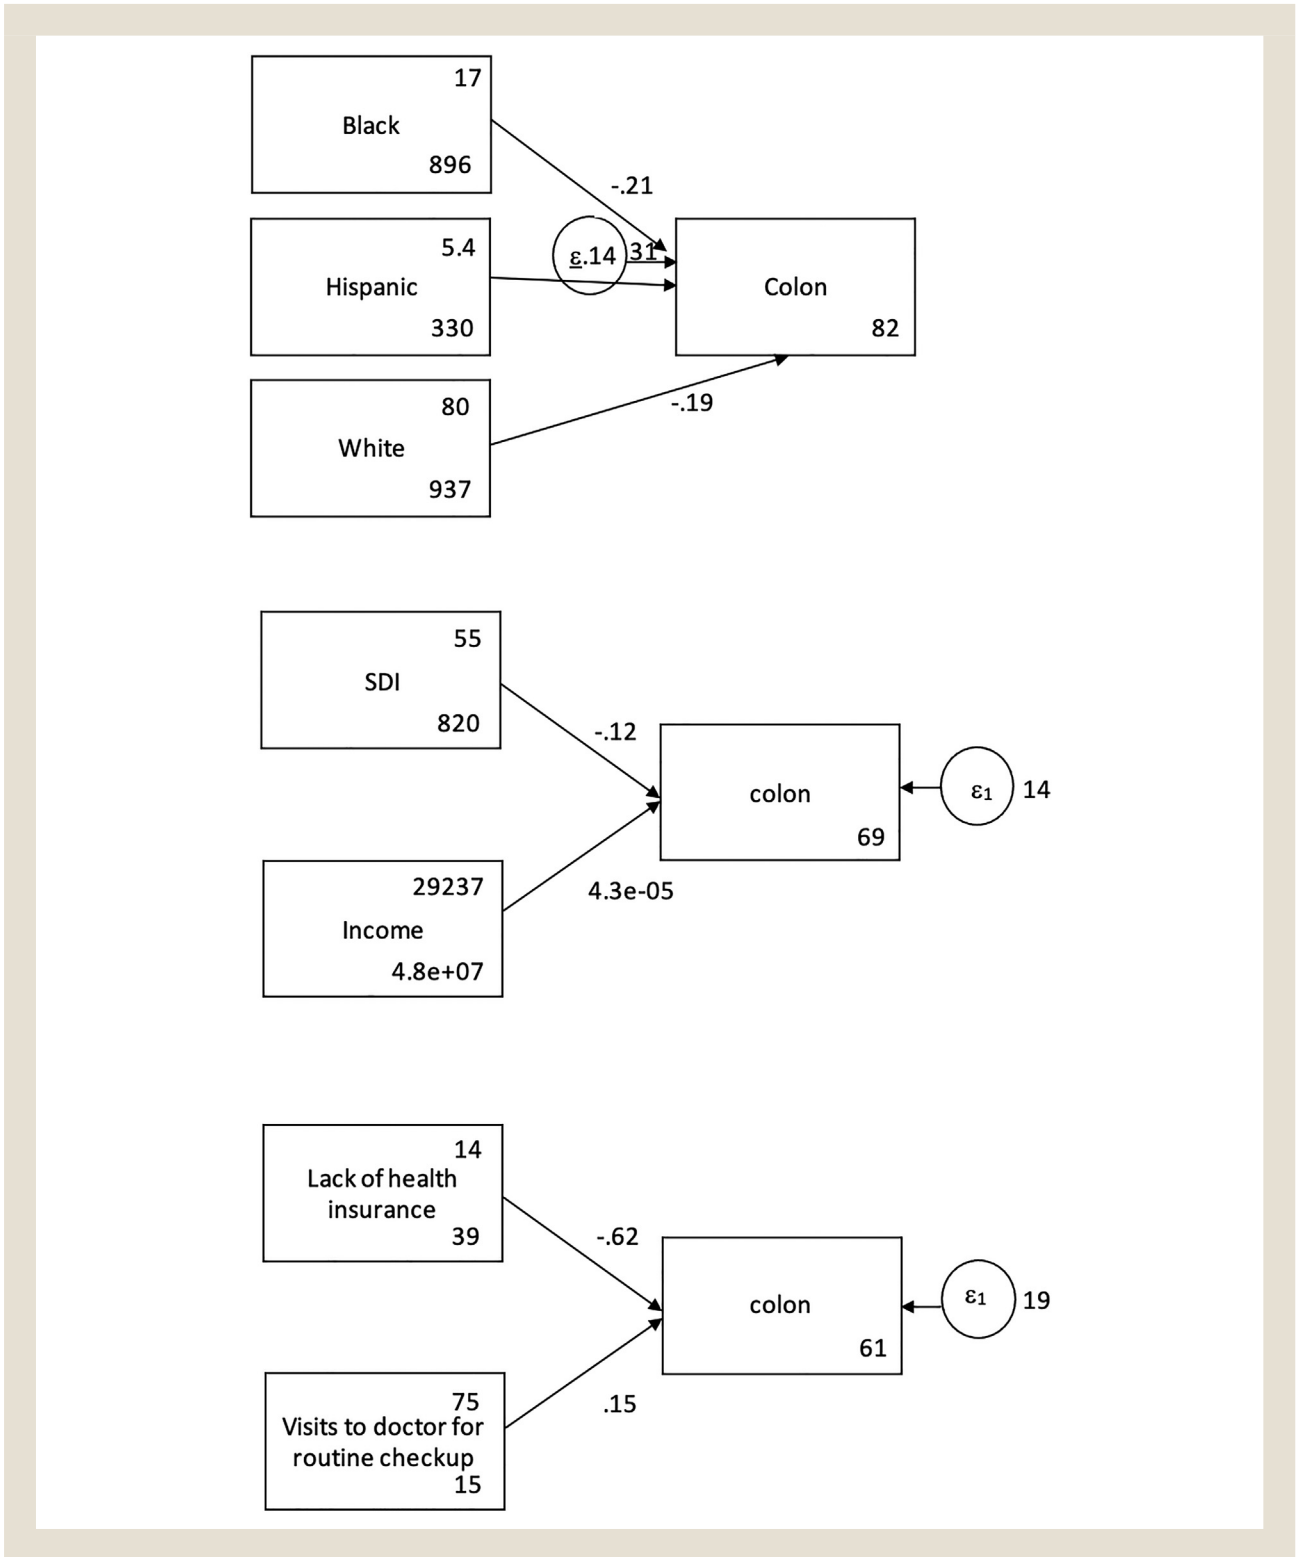 17
Black
896
-.21
5.4
Hispanic
330
ε.14
31
Colon
82
80
White
937
-.19
55
SDI
820
-.12
colon
69
ε1
14
29237
Income
4.8e+07
4.3e-05
14
Lack of health
insurance
39
-.62
colon
61
ε1
19
75
Visits to doctor for
routine checkup
15
.15